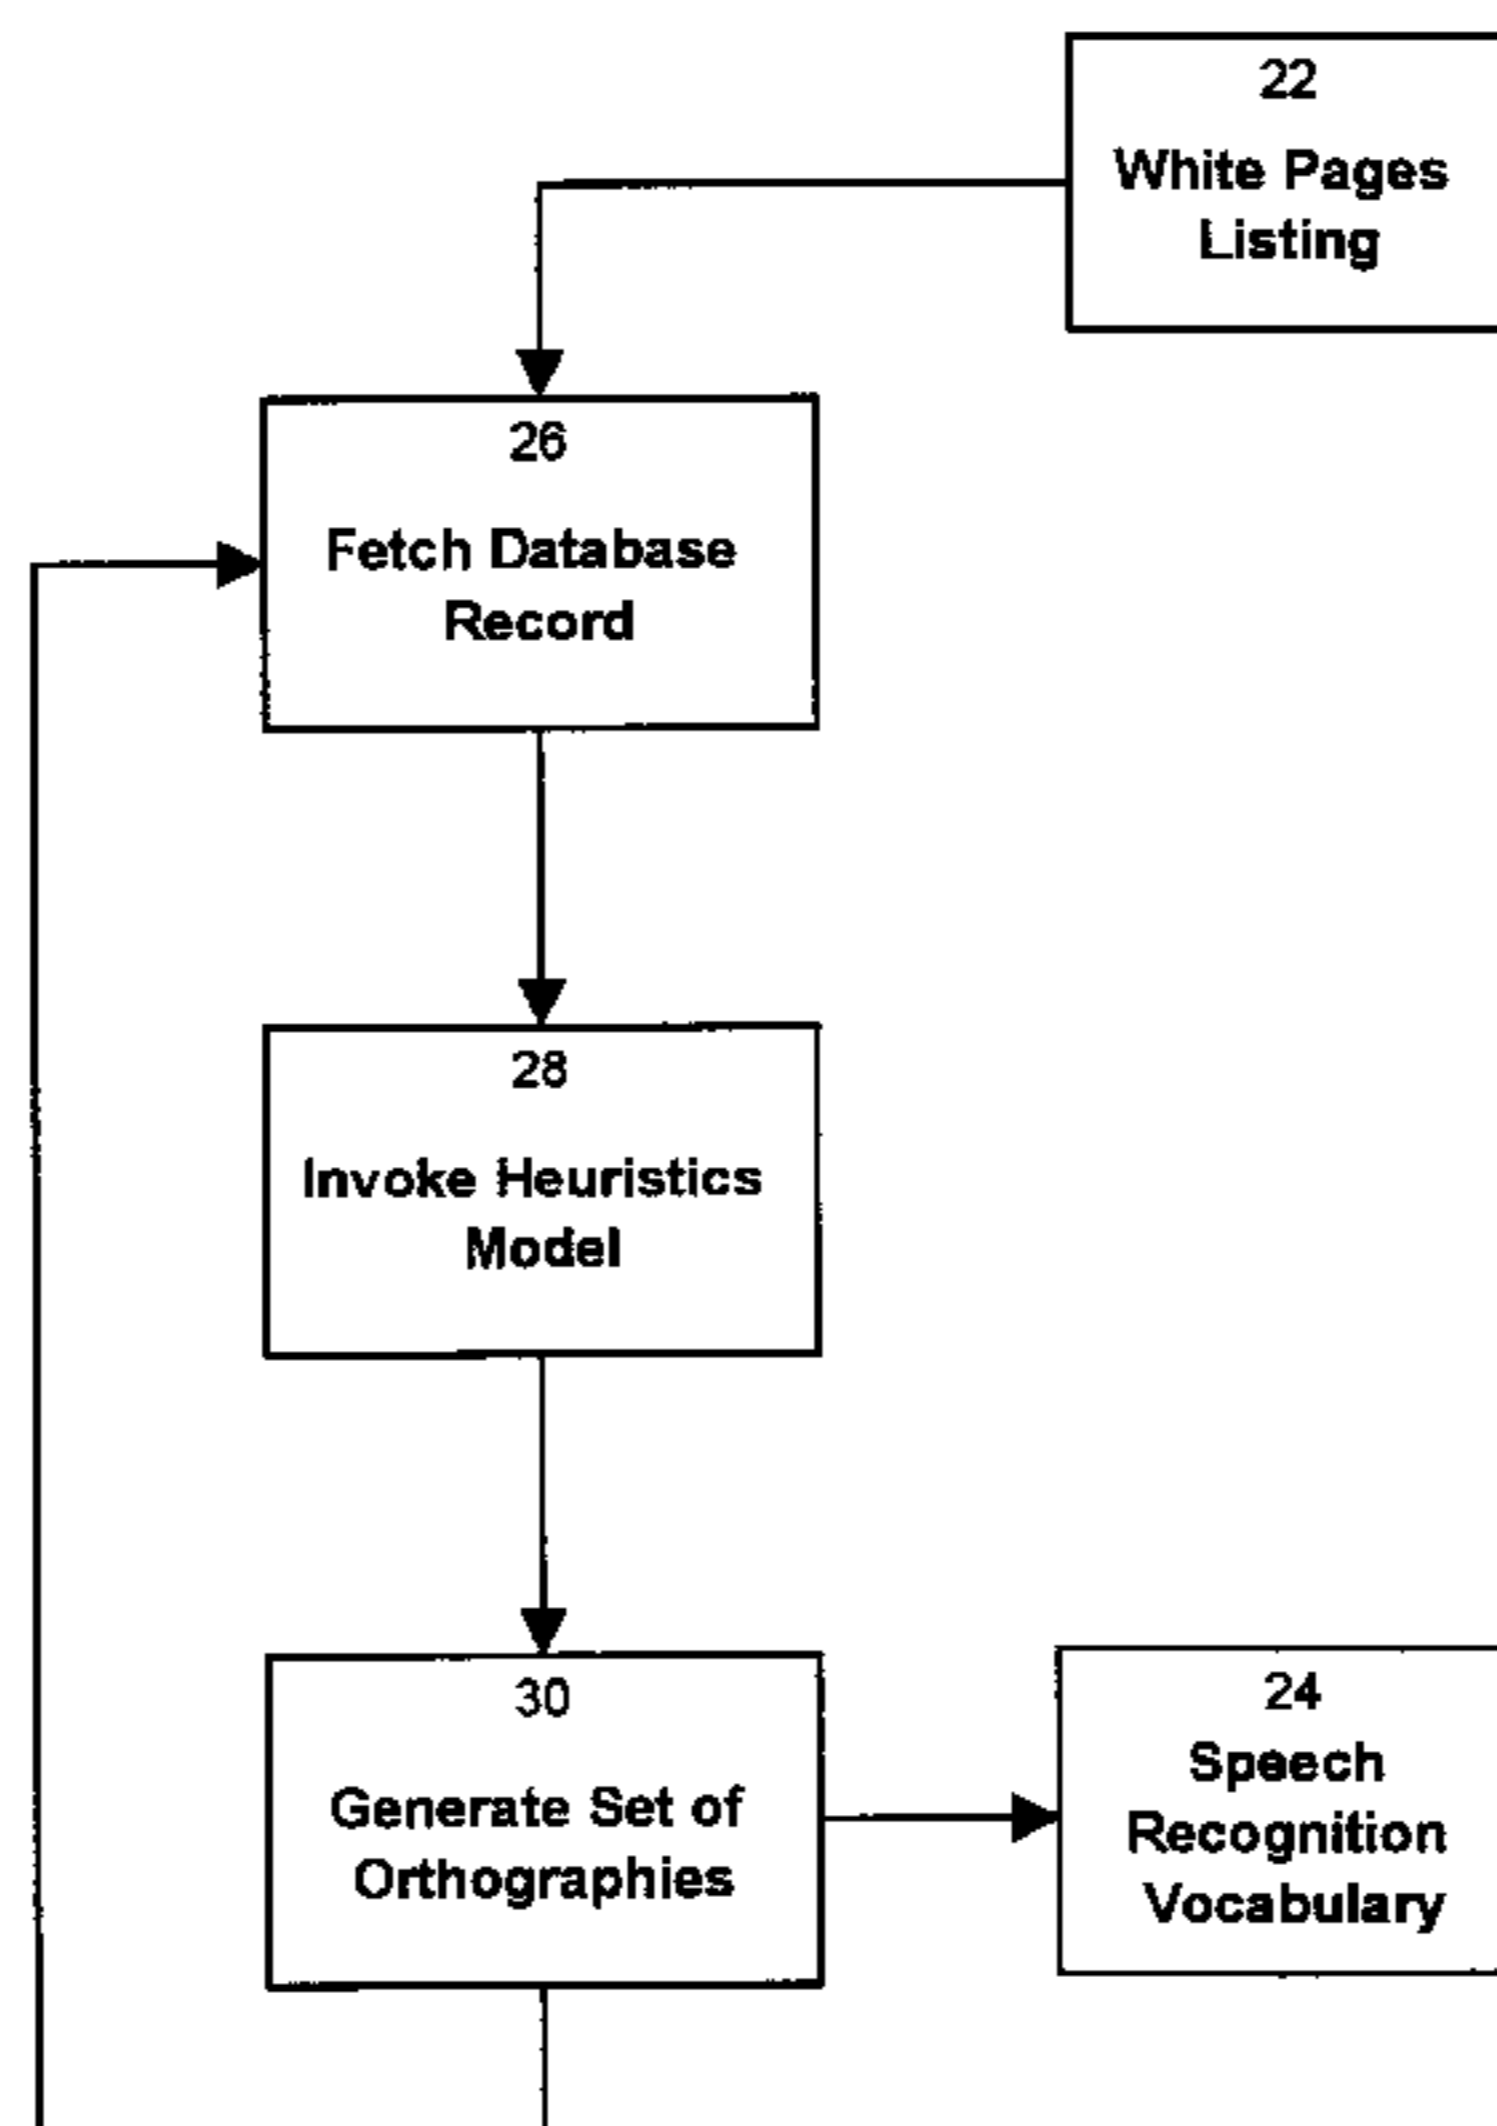 22
White Pages
Listing
26
Fetch Database
Record
28
Invoke Heuristics
Model
30
Generate Set of
Orthographies
24
Speech
Recognition
Vocabulary